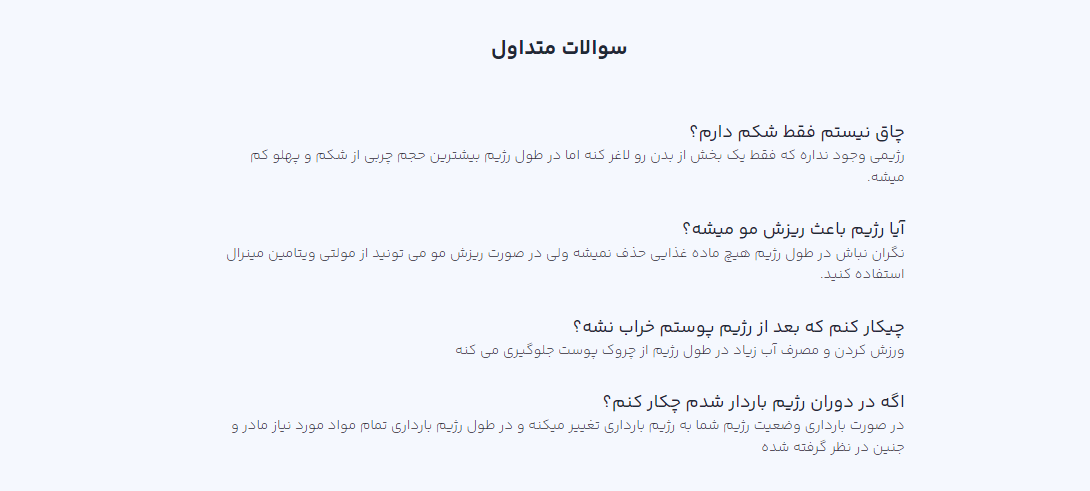 سوالات متداول
چاق نیستم فقط شکم دارم؟
رژیمی وجود نداره که فقط یک بخش از بدن رو لاغر کنه اما در طول رژیم بیشترین حجم چربی از شکم و پهلو کم
میشه.
آیا رژیم باعث ریزش مو میشه؟
نگران نباش در طول رژیم هیچ ماده غذایی حذف نمیشه ولی در صورت ریزش مو می تونید از مولتی ویتامین مینرال
استفاده کنید.
چیکار کنم که بعد از رژیم پوستم خراب نشه؟
ورزش کردن و مصرف آب زیاد در طول رژیم از چروک پوست جلوگیری می کنه
اگه در دوران رژیم باردار شدم چکار کنم؟
در صورت بارداری وضعیت رژیم شما به رژیم بارداری تغییر میکنه و در طول رژیم بارداری تمام مواد مورد نیاز مادر و
جنین در نظر گرفته شده